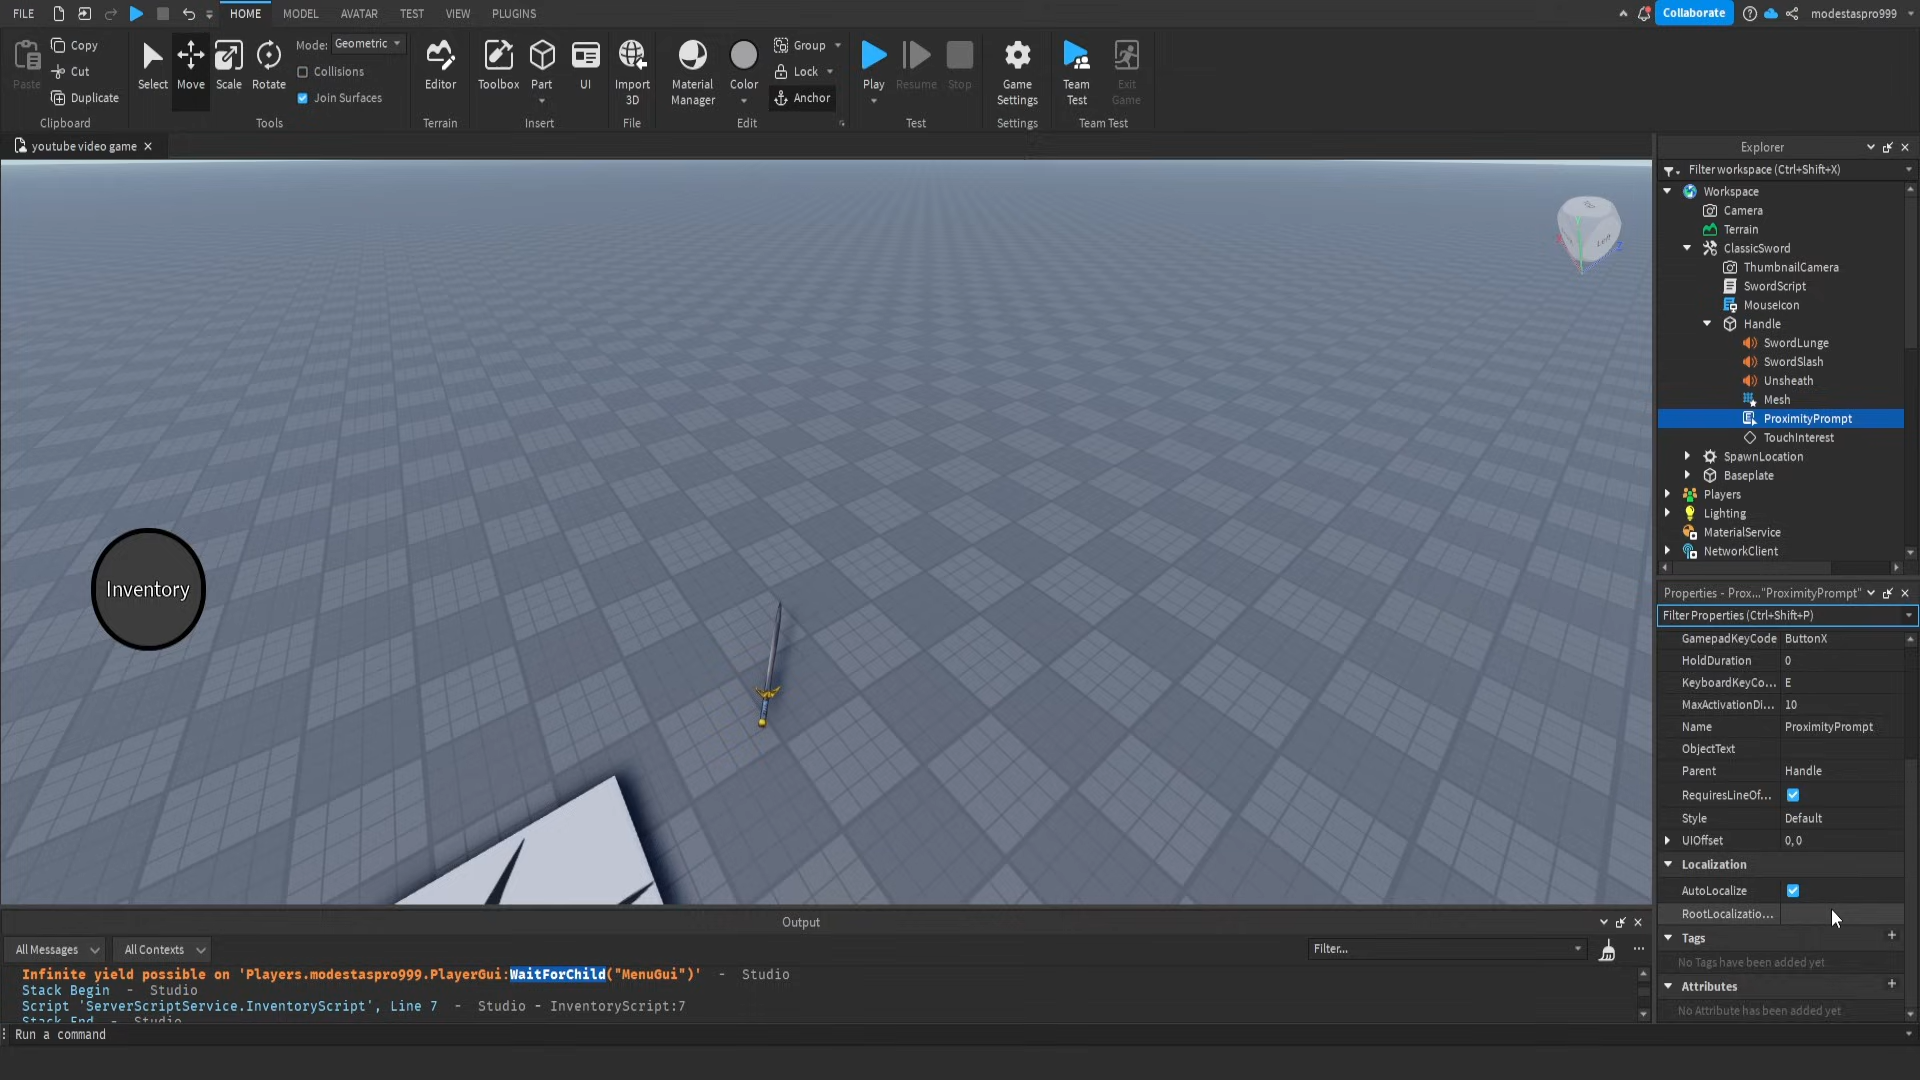 FILE HOME MODEL AVATAR TEST VIEW PLUGINS Collaborate modestaspro999
Paste Copy Cut Duplicate Clipboard
Select Move Scale Rotate Mode: Geometric Collisions Join Surfaces Tools
Editor Terrain
Toolbox Part UI Insert
Import 3D File
Material Manager Color Group Lock Anchor Edit
Play Resume Stop Test
Game Settings Settings
Team Test Exit Game Team Test
youtube video game
Inventory
Left
Explorer
Filter workspace (Ctrl+Shift+X)
Workspace
Camera
Terrain
ClassicSword
ThumbnailCamera
SwordScript
MouseIcon
Handle
SwordLunge
SwordSlash
Unsheath
Mesh
ProximityPrompt
TouchInterest
SpawnLocation
Baseplate
Players
Lighting
MaterialService
NetworkClient
Properties - Prox..."ProximityPrompt"
Filter Properties (Ctrl+Shift+P)
GamepadKeyCode ButtonX
HoldDuration 0
KeyboardKeyCo... E
MaxActivationDi... 10
Name ProximityPrompt
ObjectText
Parent Handle
RequiresLineOf...
Style Default
UIOffset 0, 0
Localization
AutoLocalize
RootLocalizatio...
Tags +
No Tags have been added yet
Attributes +
No Attribute has been added yet
Output
All Messages All Contexts Filter... ...
Infinite yield possible on 'Players.modestaspro999.PlayerGui:WaitForChild("MenuGui")' - Studio
Stack Begin - Studio
Script 'ServerScriptService.InventoryScript', Line 7 - Studio - InventoryScript:7
Stack End - Studio
Run a command